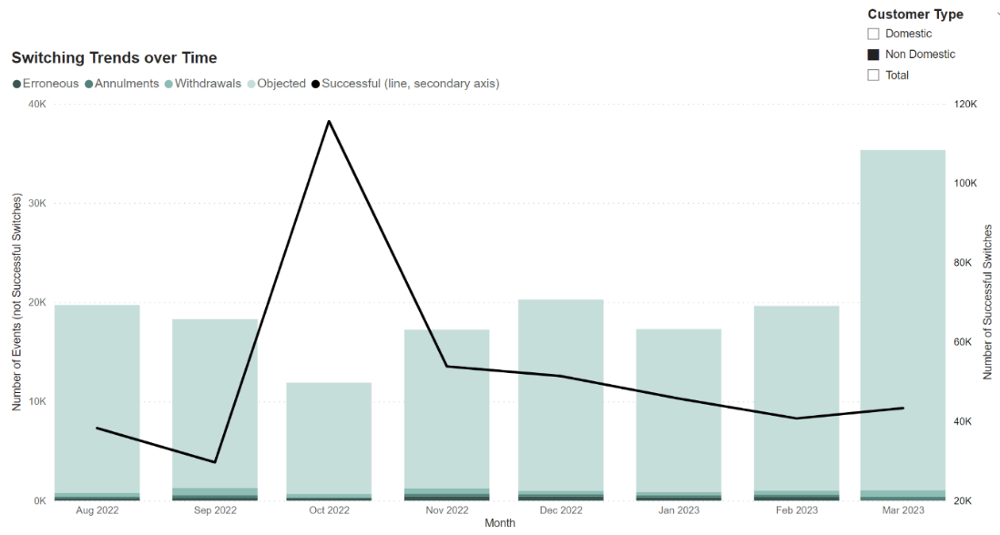 Customer Type
Domestic
Non Domestic
Total
Switching Trends over Time
Erroneous Annulments Withdrawals Objected Successful (line, secondary axis)
40K
30K
20K
10K
0K
Number of Events (not Successful Switches)
120K
100K
80K
60K
40K
20K
Number of Successful Switches
Aug 2022 Sep 2022 Oct 2022 Nov 2022 Dec 2022 Jan 2023 Feb 2023 Mar 2023
Month